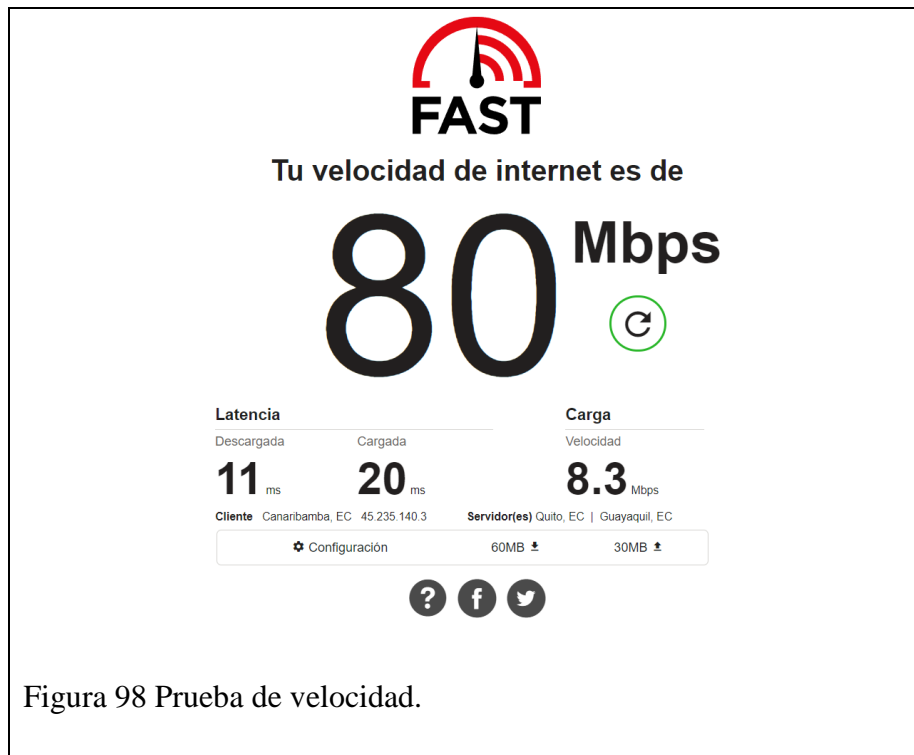 FAST
Tu velocidad de internet es de
80 Mbps
Latencia Carga
Descargada Cargada Velocidad
11 ms 20 ms 8.3 Mbps
Cliente Canaribamba, EC 45.235.140.3 Servidor(es) Quito, EC | Guayaquil, EC
Configuración 60MB 30MB
? f
Figura 98 Prueba de velocidad.